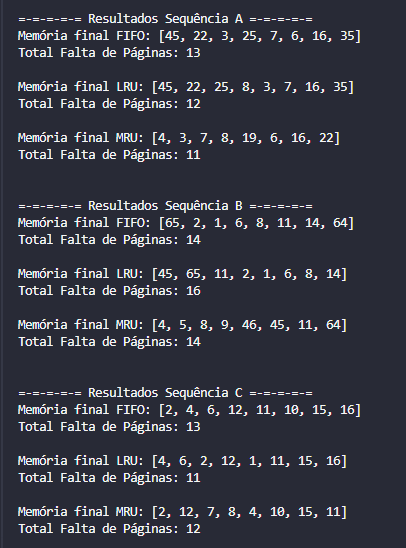 =-=-=-=-= Resultados Sequência A =-=-=-=-=
Memória final FIFO: [45, 22, 3, 25, 7, 6, 16, 35]
Total Falta de Páginas: 13
Memória final LRU: [45, 22, 25, 8, 3, 7, 16, 35]
Total Falta de Páginas: 12
Memória final MRU: [4, 3, 7, 8, 19, 6, 16, 22]
Total Falta de Páginas: 11
=-=-=-=-= Resultados Sequência B =-=-=-=-=
Memória final FIFO: [65, 2, 1, 6, 8, 11, 14, 64]
Total Falta de Páginas: 14
Memória final LRU: [45, 65, 11, 2, 1, 6, 8, 14]
Total Falta de Páginas: 16
Memória final MRU: [4, 5, 8, 9, 46, 45, 11, 64]
Total Falta de Páginas: 14
=-=-=-=-= Resultados Sequência C =-=-=-=-=
Memória final FIFO: [2, 4, 6, 12, 11, 10, 15, 16]
Total Falta de Páginas: 13
Memória final LRU: [4, 6, 2, 12, 1, 11, 15, 16]
Total Falta de Páginas: 11
Memória final MRU: [2, 12, 7, 8, 4, 10, 15, 11]
Total Falta de Páginas: 12